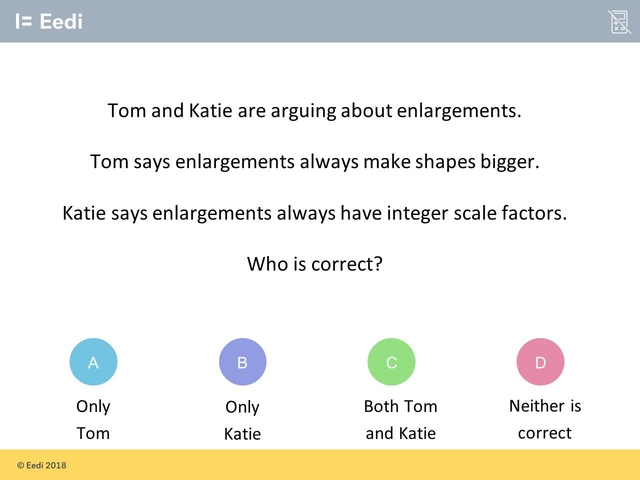 I= Eedi
Tom and Katie are arguing about enlargements.
Tom says enlargements always make shapes bigger.
Katie says enlargements always have integer scale factors.
Who is correct?
A
B
C
D
Only
Tom
Only
Katie
Both Tom
and Katie
Neither is
correct
© Eedi 2018